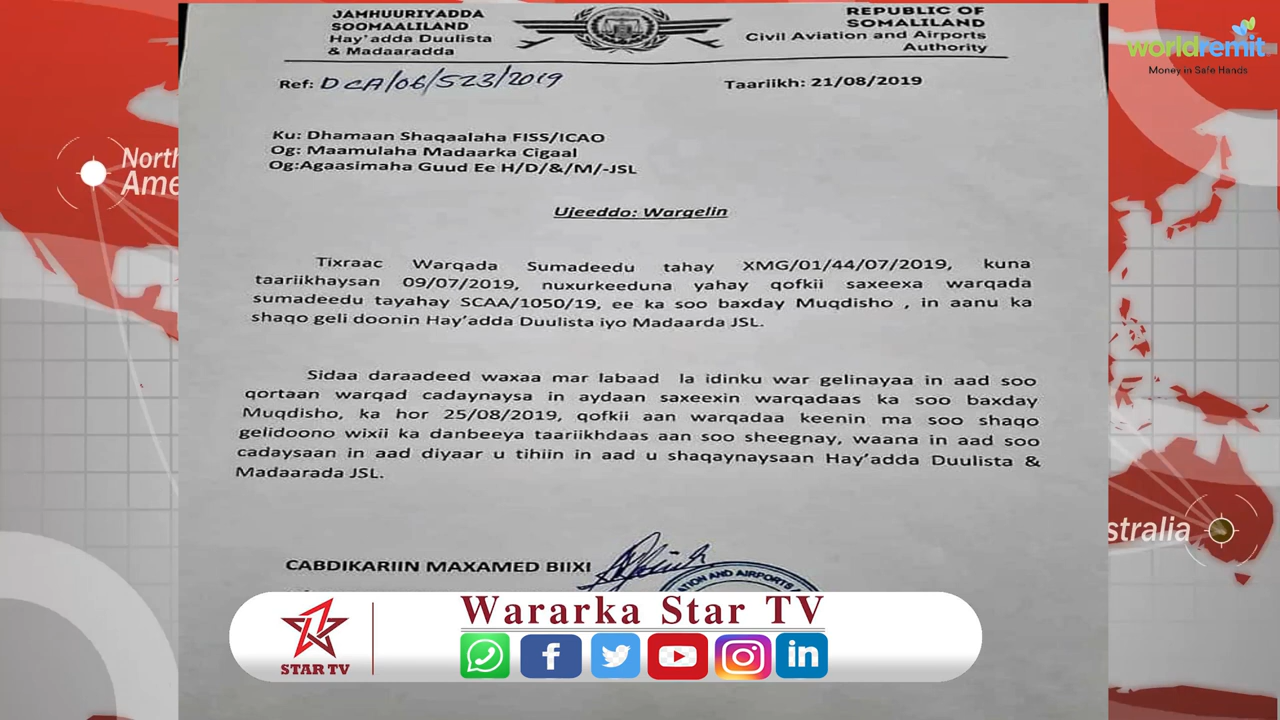 JAMHUURIYADDA
SOOMAALILAND
Hay'adda Duulista
& Madaaradda
REPUBLIC OF
SOMALILAND
Civil Aviation and Airports
Authority
worldremit
Money in Safe Hands
Ref: DCA/06/523/2019
Taariikh: 21/08/2019
Ku: Dhamaan Shaqaalaha FISS/ICAO
Og: Maamulaha Madaarka Cigaal
Og:Agaasimaha Guud Ee H/D/&/M/-JSL
North
Ame
Ujeeddo: Warqelin
Tixraac Warqada Sumadeedu tahay XMG/01/44/07/2019, kuna
taariikhaysan 09/07/2019, nuxurkeeduna yahay qofkii saxeexa warqada
sumadeedu tayahay SCAA/1050/19, ee ka soo baxday Muqdisho , in aanu ka
shaqo geli doonin Hay'adda Duulista iyo Madaarda JSL.
Sidaa daraadeed waxaa mar labaad la idinku war gelinayaa in aad soo
qortaan warqad cadaynaysa in aydaan saxeexin warqadaas ka soo baxday
Muqdisho, ka hor 25/08/2019, qofkii aan warqadaa keenin ma soo shaqo
gelidoono wixii ka danbeeya taariikhdaas aan soo sheegnay, waana in aad soo
cadaysaan in aad diyaar u tihiin in aad u shaqaynaysaan Hay'adda Duulista &
Madaarada JSL.
stralia
CABDIKARIIN MAXAMED BIIXI
ATION AND AIRPORTS
STAR TV
Wararka Star TV